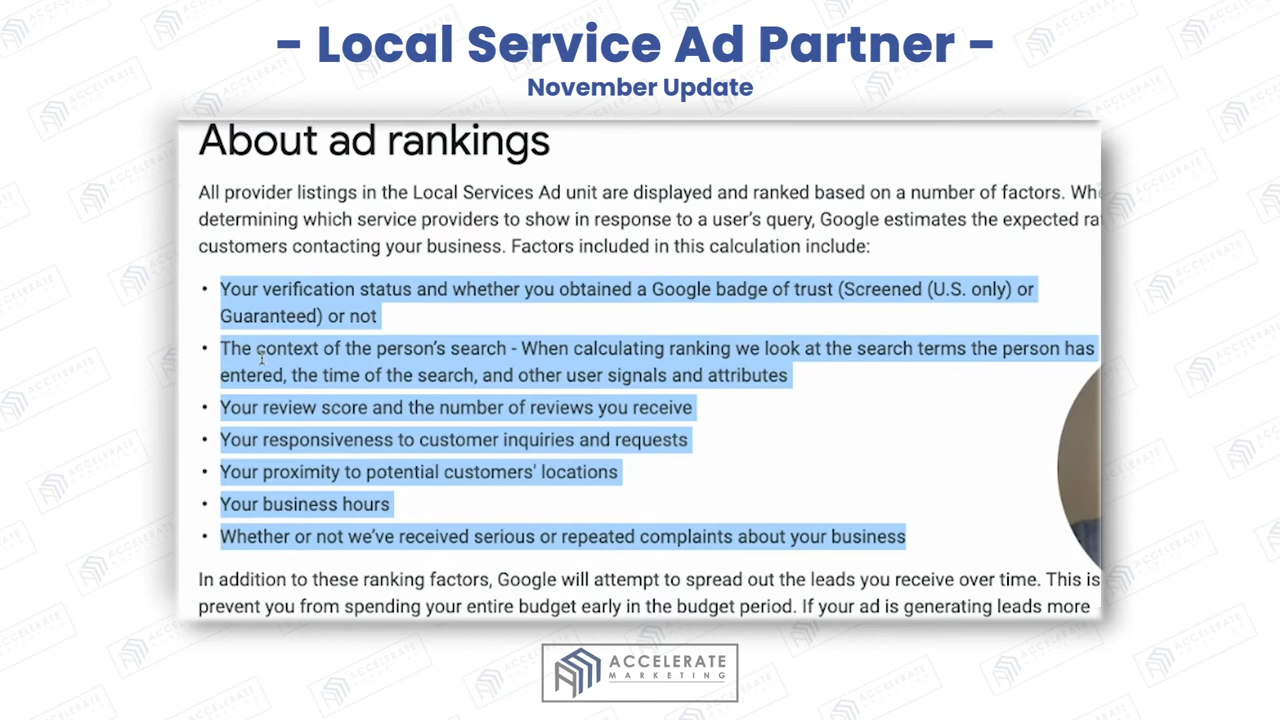 - Local Service Ad Partner -
November Update
About ad rankings
All provider listings in the Local Services Ad unit are displayed and ranked based on a number of factors. Whe
determining which service providers to show in response to a user's query, Google estimates the expected ra
customers contacting your business. Factors included in this calculation include:
• Your verification status and whether you obtained a Google badge of trust (Screened (U.S. only) or
Guaranteed) or not
• The context of the person's search - When calculating ranking we look at the search terms the person has
entered, the time of the search, and other user signals and attributes
• Your review score and the number of reviews you receive
• Your responsiveness to customer inquiries and requests
• Your proximity to potential customers' locations
• Your business hours
• Whether or not we've received serious or repeated complaints about your business
In addition to these ranking factors, Google will attempt to spread out the leads you receive over time. This is
prevent you from spending your entire budget early in the budget period. If your ad is generating leads more
ACCELERATE
MARKETING